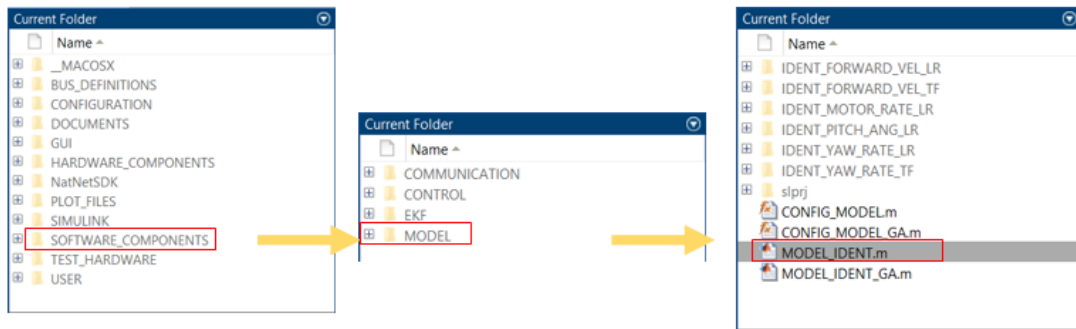 Current Folder
Name
__MACOSX
BUS_DEFINITIONS
CONFIGURATION
DOCUMENTS
GUI
HARDWARE_COMPONENTS
NatNetSDK
PLOT_FILES
SIMULINK
SOFTWARE_COMPONENTS
TEST_HARDWARE
USER
Current Folder
Name
COMMUNICATION
CONTROL
EKF
MODEL
Current Folder
Name
IDENT_FORWARD_VEL_LR
IDENT_FORWARD_VEL_TF
IDENT_MOTOR_RATE_LR
IDENT_PITCH_ANG_LR
IDENT_YAW_RATE_LR
IDENT_YAW_RATE_TF
slprj
CONFIG_MODEL.m
CONFIG_MODEL_GA.m
MODEL_IDENT.m
MODEL_IDENT_GA.m